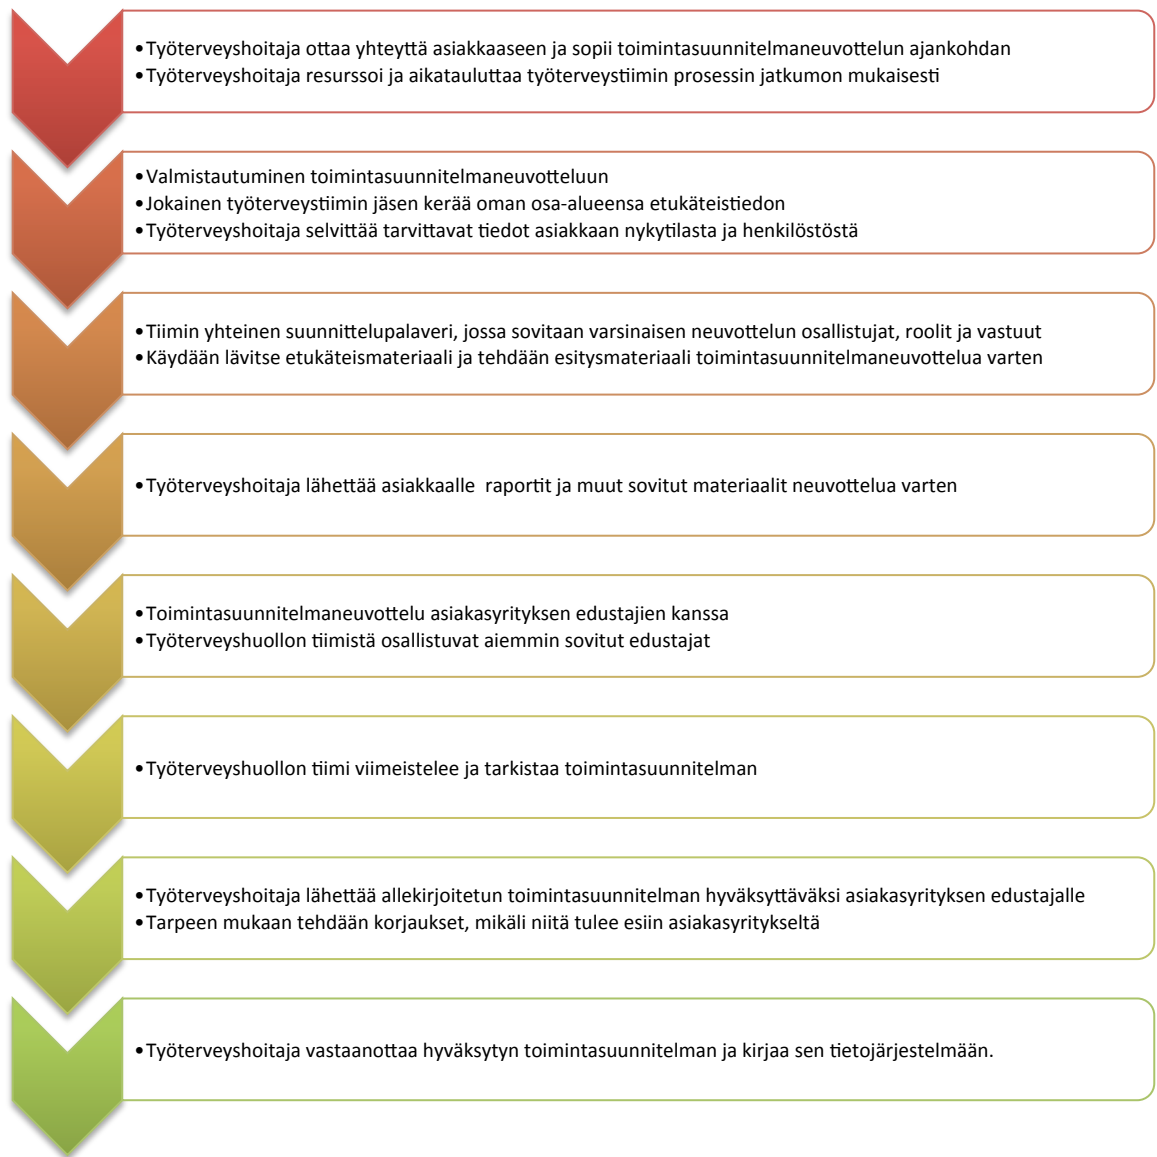 •Työterveyshoitaja ottaa yhteyttä asiakkaaseen ja sopii toimintasuunnitelmaneuvottelun ajankohdan
•Työterveyshoitaja resurssoi ja aikatauluttaa työterveystiimin prosessin jatkumon mukaisesti
•Valmistautuminen toimintasuunnitelmaneuvotteluun
•Jokainen työterveystiimin jäsen kerää oman osa-alueensa etukäteistiedon
•Työterveyshoitaja selvittää tarvittavat tiedot asiakkaan nykytilasta ja henkilöstöstä
•Tiimin yhteinen suunnittelupalaveri, jossa sovitaan varsinaisen neuvottelun osallistujat, roolit ja vastuut
•Käydään lävitse etukäteismateriaali ja tehdään esitysmateriaali toimintasuunnitelmaneuvottelua varten
•Työterveyshoitaja lähettää asiakkaalle  raportit ja muut sovitut materiaalit neuvottelua varten
•Toimintasuunnitelmaneuvottelu asiakasyrityksen edustajien kanssa
•Työterveyshuollon tiimistä osallistuvat aiemmin sovitut edustajat
•Työterveyshuollon tiimi viimeistelee ja tarkistaa toimintasuunnitelman
•Työterveyshoitaja lähettää allekirjoitetun toimintasuunnitelman hyväksyttäväksi asiakasyrityksen edustajalle
•Tarpeen mukaan tehdään korjaukset, mikäli niitä tulee esiin asiakasyritykseltä
•Työterveyshoitaja vastaanottaa hyväksytyn toimintasuunnitelman ja kirjaa sen tietojärjestelmään.